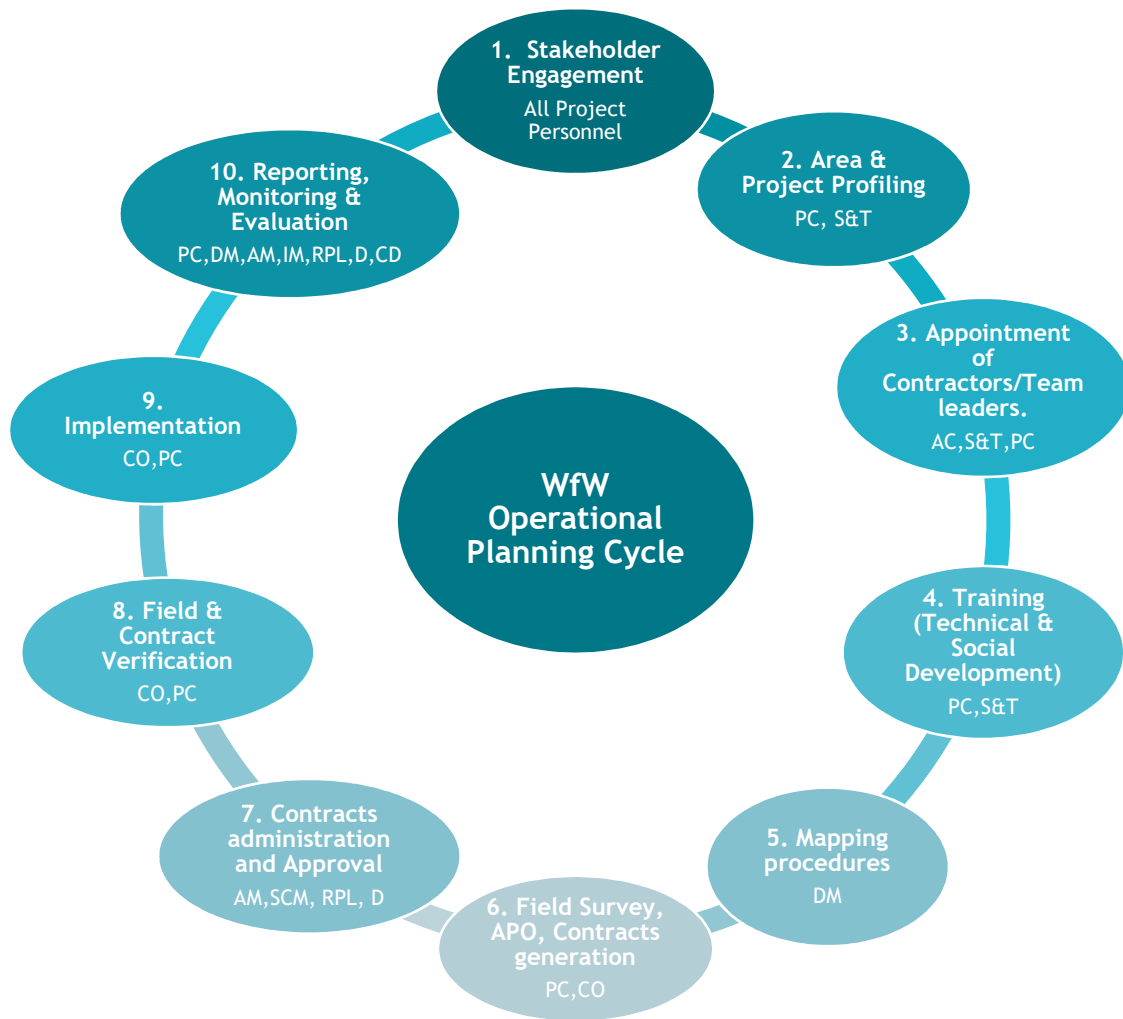 1. Stakeholder
Engagement
All Project
Personnel
2. Area &
Project Profiling
PC, S&T
3. Appointment
of
Contractors/Team
leaders.
AC,S&T,PC
4. Training
(Technical &
Social
Development)
PC,S&T
5. Mapping
procedures
DM
6. Field Survey,
APO, Contracts
generation
PC,CO
7. Contracts
administration
and Approval
AM,SCM, RPL, D
8. Field &
Contract
Verification
CO,PC
9.
Implementation
CO,PC
10. Reporting,
Monitoring &
Evaluation
PC,DM,AM,IM,RPL,D,CD
WfW
Operational
Planning Cycle